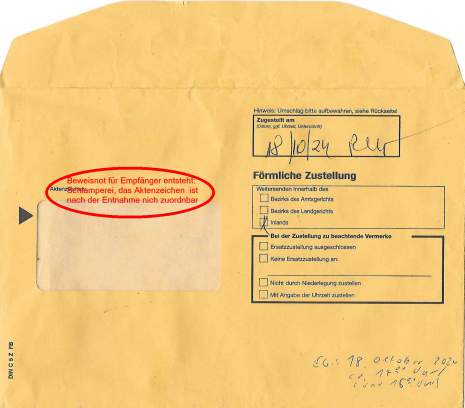 Hinweis: Umschlag bitte aufbewahren, siehe Rückseite!
Zugestellt am
(Datum, ggf. Uhrzeit, Unterschrift)
18/10/24
Förmliche Zustellung
Weitersenden innerhalb des
Bezirks des Amtsgerichts
Bezirks des Landgerichts
Inlands
Bei der Zustellung zu beachtende Vermerke
Ersatzzustellung ausgeschlossen
Keine Ersatzzustellung an:
Nicht durch Niederlegung zustellen
Mit Angabe der Uhrzeit zustellen
Beweisnot für Empfänger entsteht.
Schlamperei, das Aktenzeichen ist
nach der Entnahme nich zuordnbar
18. Oktober 2024
DIN C 5 Z FB